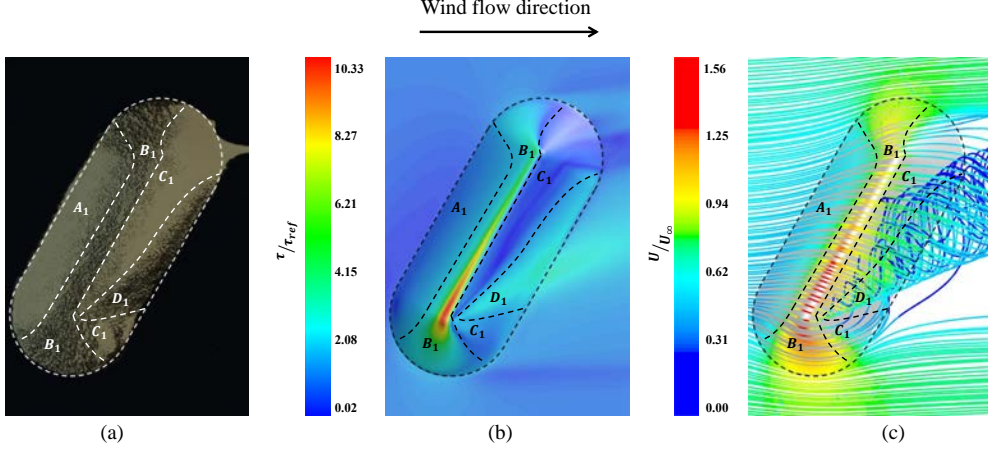 Wind flow direction
A₁
B₁
C₁
D₁
C₁
B₁
(a)
τ/τ_ref
10.33
8.27
6.21
4.15
2.08
0.02
A₁
B₁
C₁
D₁
C₁
B₁
(b)
U/U_∞
1.56
1.25
0.94
0.62
0.31
0.00
A₁
B₁
C₁
D₁
B₁
(c)